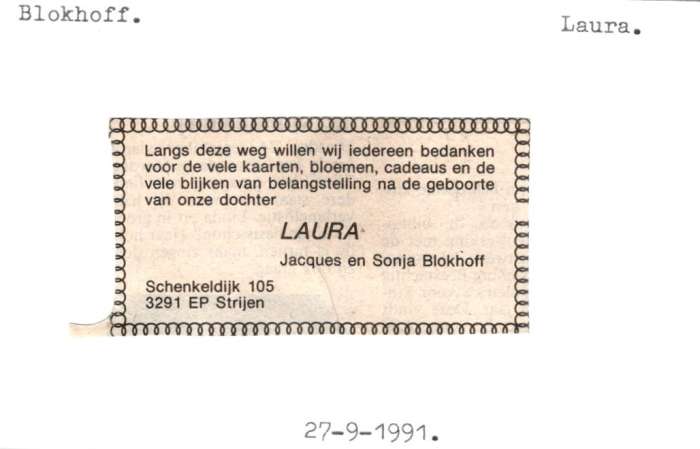 Blokhoff.
Laura.
Langs deze weg willen wij iedereen bedanken
voor de vele kaarten, bloemen, cadeaus en de
vele blijken van belangstelling na de geboorte
van onze dochter
LAURA
Jacques en Sonja Blokhoff
Schenkeldijk 105
3291 EP Strijen
27-9-1991.